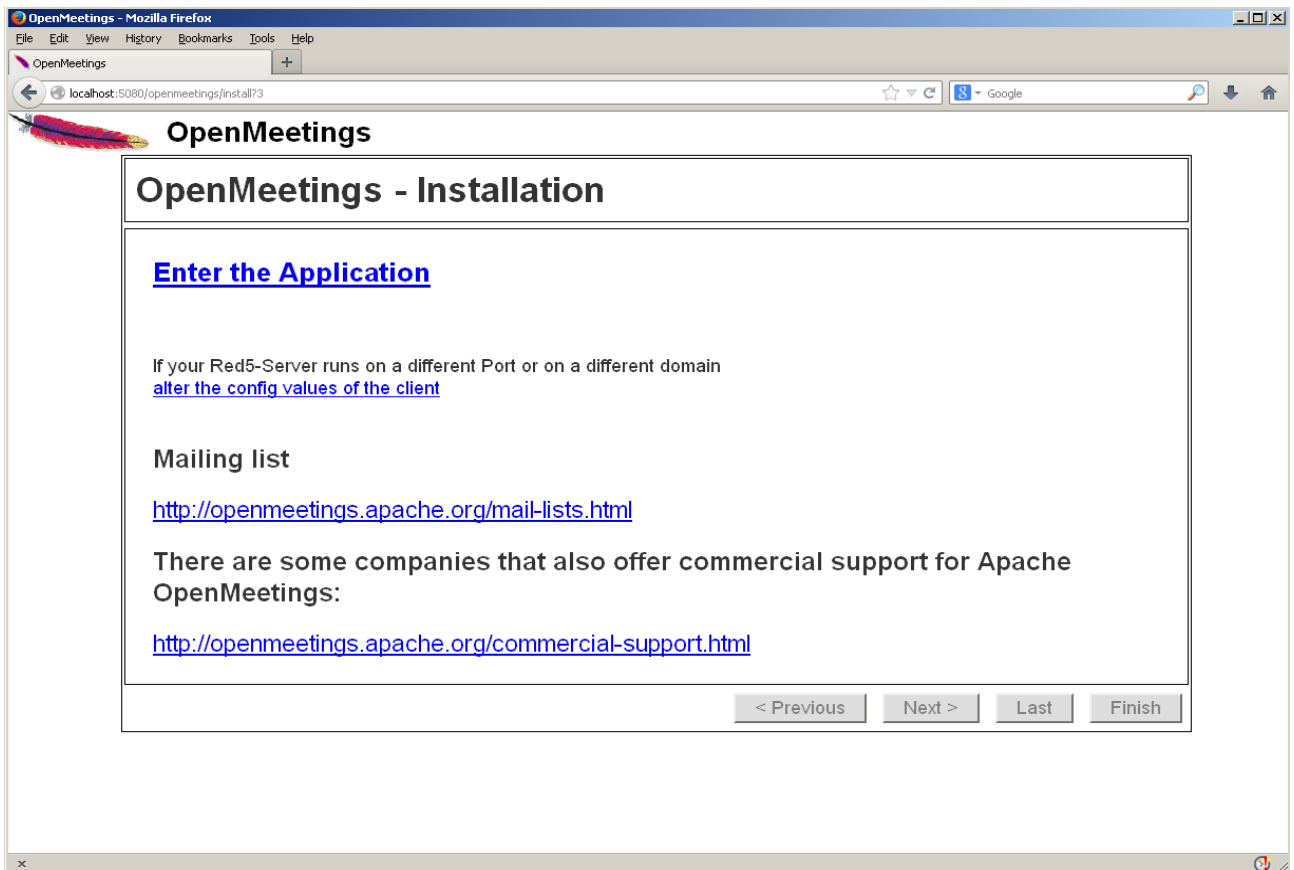 OpenMeetings - Mozilla Firefox
File Edit View History Bookmarks Tools Help
OpenMeetings +
localhost:5080/openmeetings/install?3
8 Google
OpenMeetings
OpenMeetings - Installation
Enter the Application
If your Red5-Server runs on a different Port or on a different domain
alter the config values of the client
Mailing list
http://openmeetings.apache.org/mail-lists.html
There are some companies that also offer commercial support for Apache
OpenMeetings:
http://openmeetings.apache.org/commercial-support.html
< Previous Next > Last Finish
x